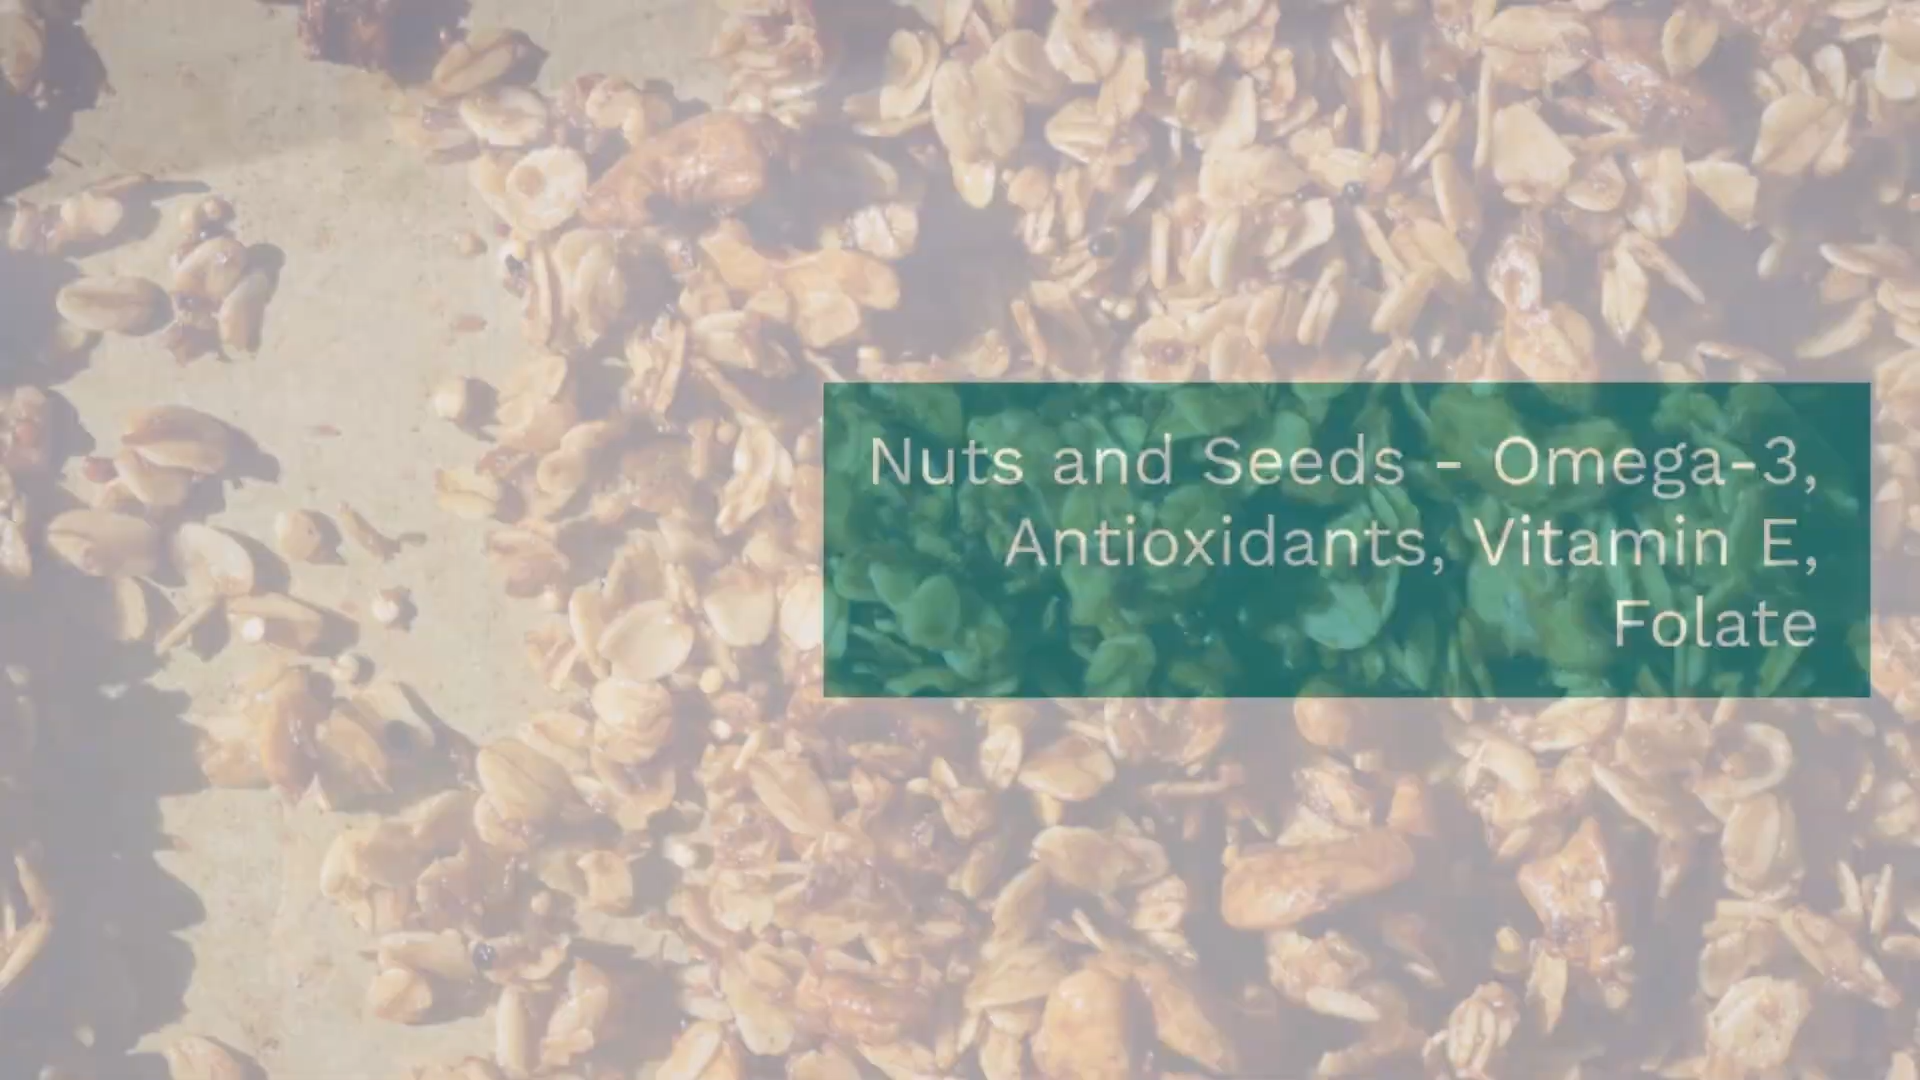 Nuts and Seeds - Omega-3,
Antioxidants, Vitamin E,
Folate